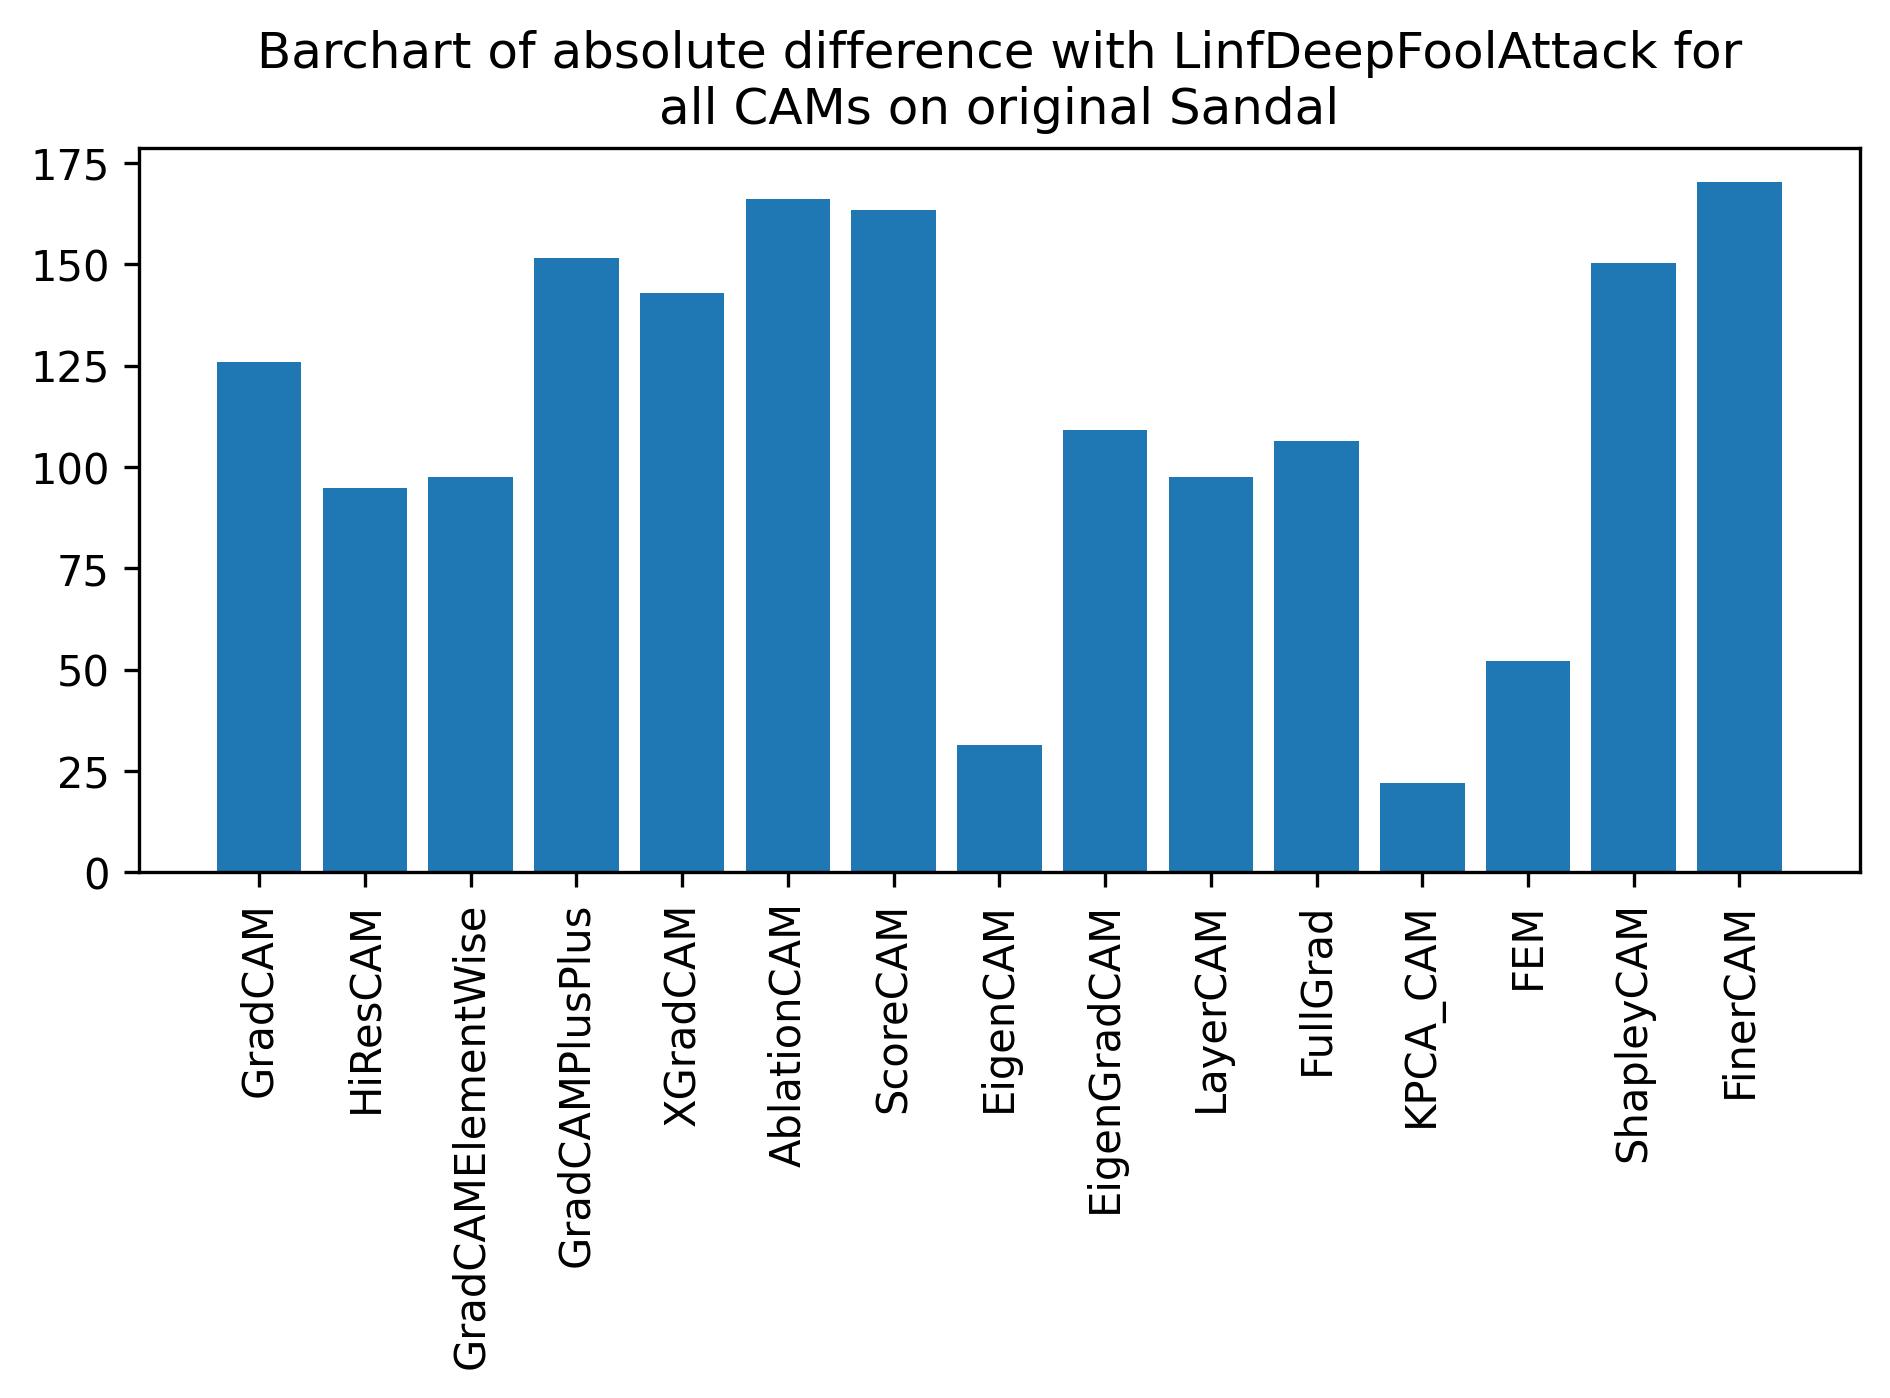 Barchart of absolute difference with LinfDeepFoolAttack for
all CAMs on original Sandal
175
150
125
100
75
50
25
0
GradCAM
HiResCAM
GradCAMElementWise
GradCAMPlusPlus
XGradCAM
AblationCAM
ScoreCAM
EigenCAM
EigenGradCAM
LayerCAM
FullGrad
KPCA_CAM
FEM
ShapleyCAM
FinerCAM